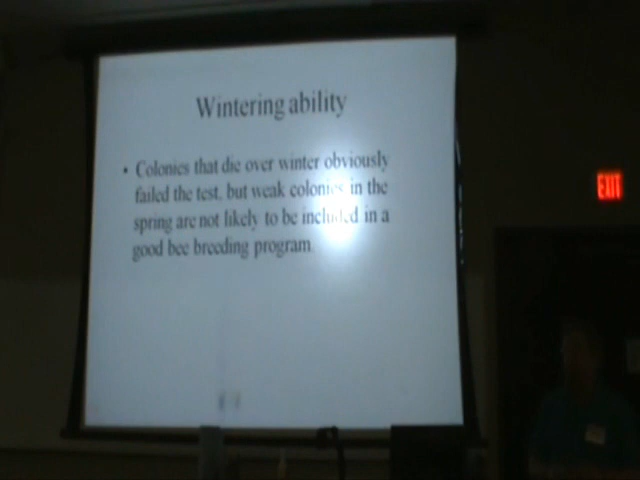 Wintering ability
• Colonies that die over winter obviously
failed the test, but weak colonies in the
spring are not likely to be included in a
good bee breeding program.
EXIT